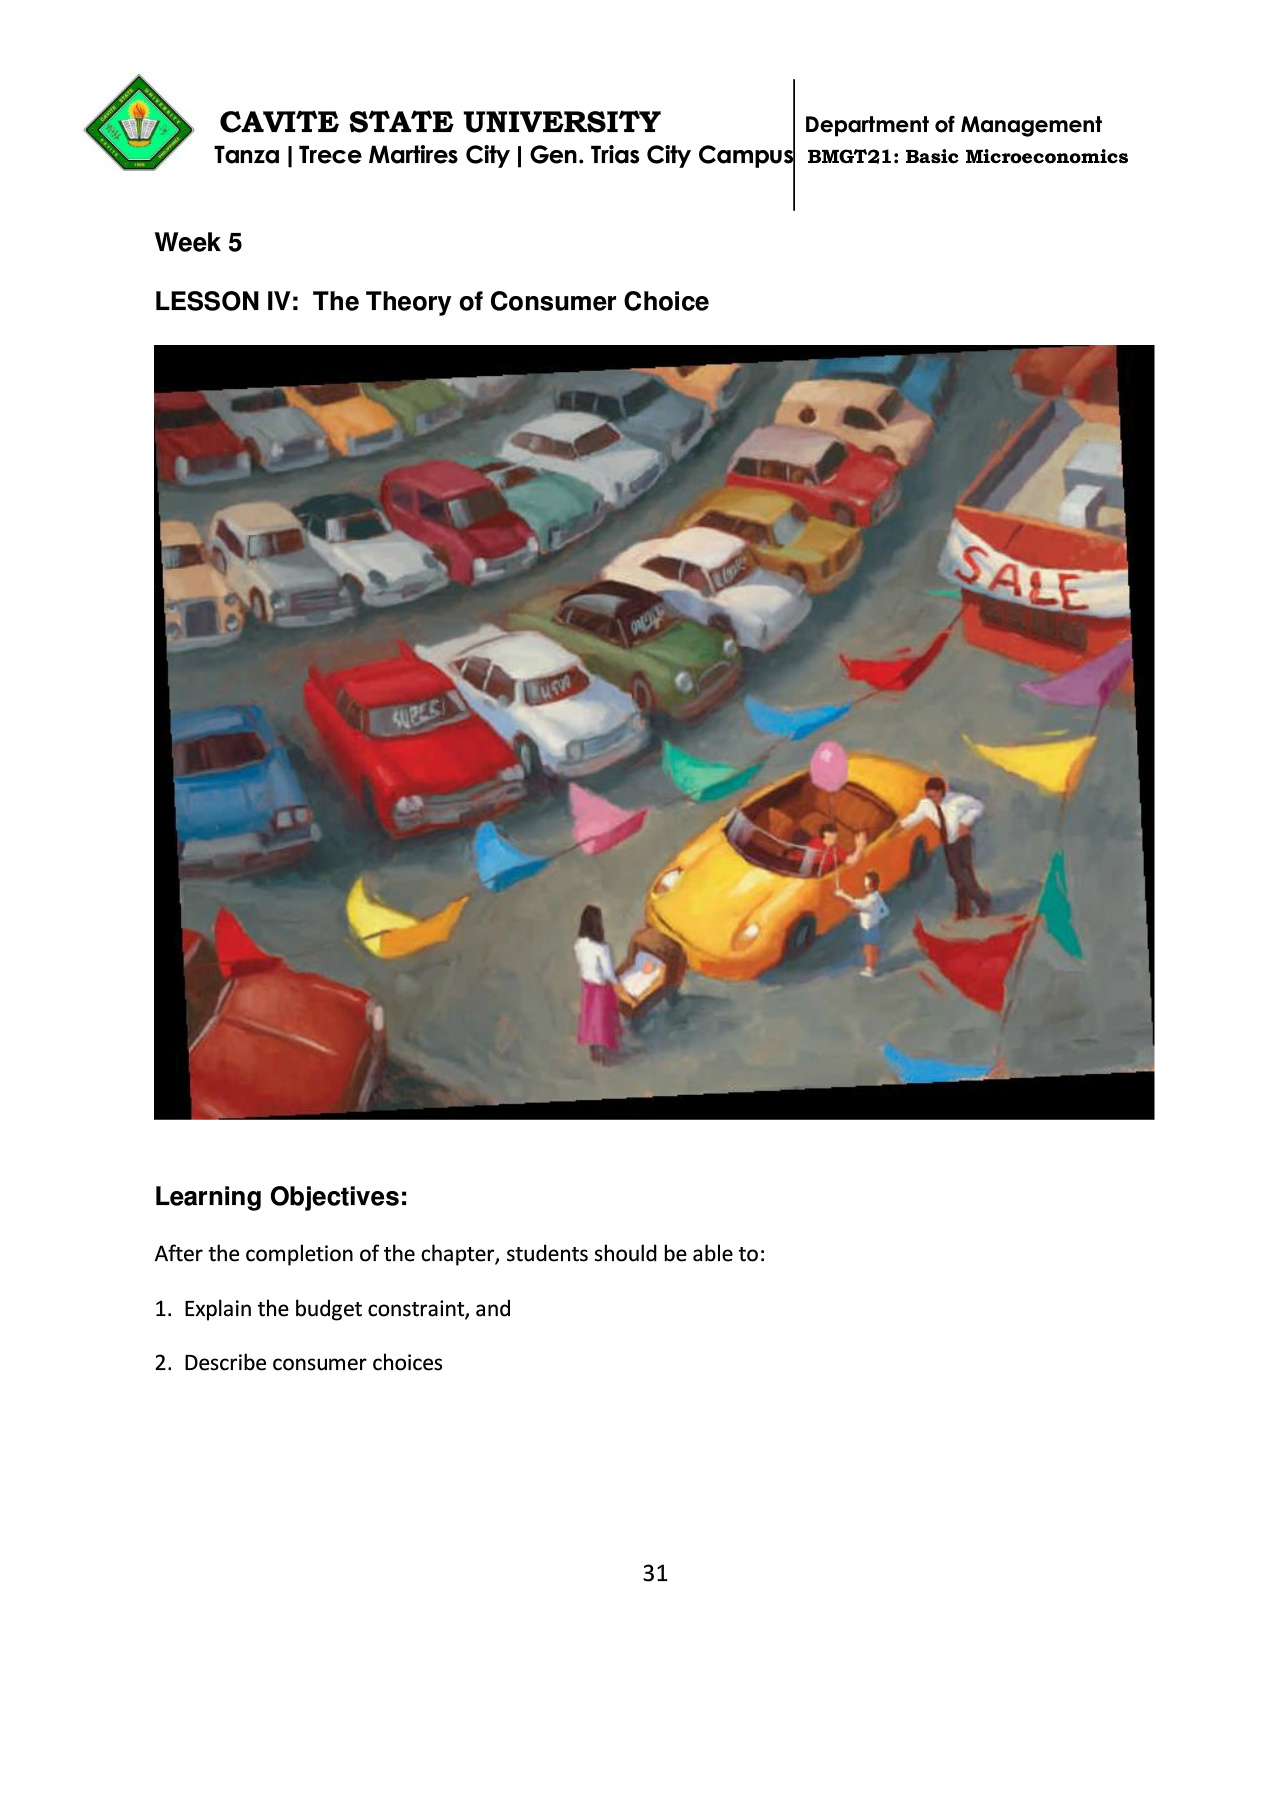 CAVITE STATE UNIVERSITY
Tanza | Trece Martires City | Gen. Trias City Campus
Department of Management
BMGT21: Basic Microeconomics
Week 5
LESSON IV: The Theory of Consumer Choice
SALE
SUPER!
Learning Objectives:
After the completion of the chapter, students should be able to:
1. Explain the budget constraint, and
2. Describe consumer choices
31